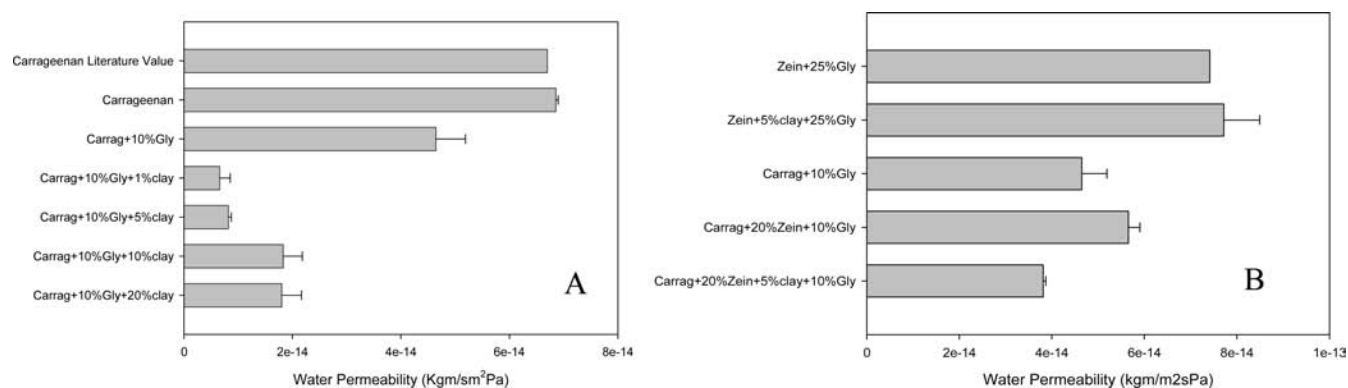 Carrageenan Literature Value
Carrageenan
Carrag+10%Gly
Carrag+10%Gly+1%clay
Carrag+10%Gly+5%clay
Carrag+10%Gly+10%clay
Carrag+10%Gly+20%clay
A
0 2e-14 4e-14 6e-14 8e-14
Water Permeability (Kgm/sm²Pa)
Zein+25%Gly
Zein+5%clay+25%Gly
Carrag+10%Gly
Carrag+20%Zein+10%Gly
Carrag+20%Zein+5%clay+10%Gly
B
0 2e-14 4e-14 6e-14 8e-14 1e-13
Water Permeability (kgm/m2sPa)